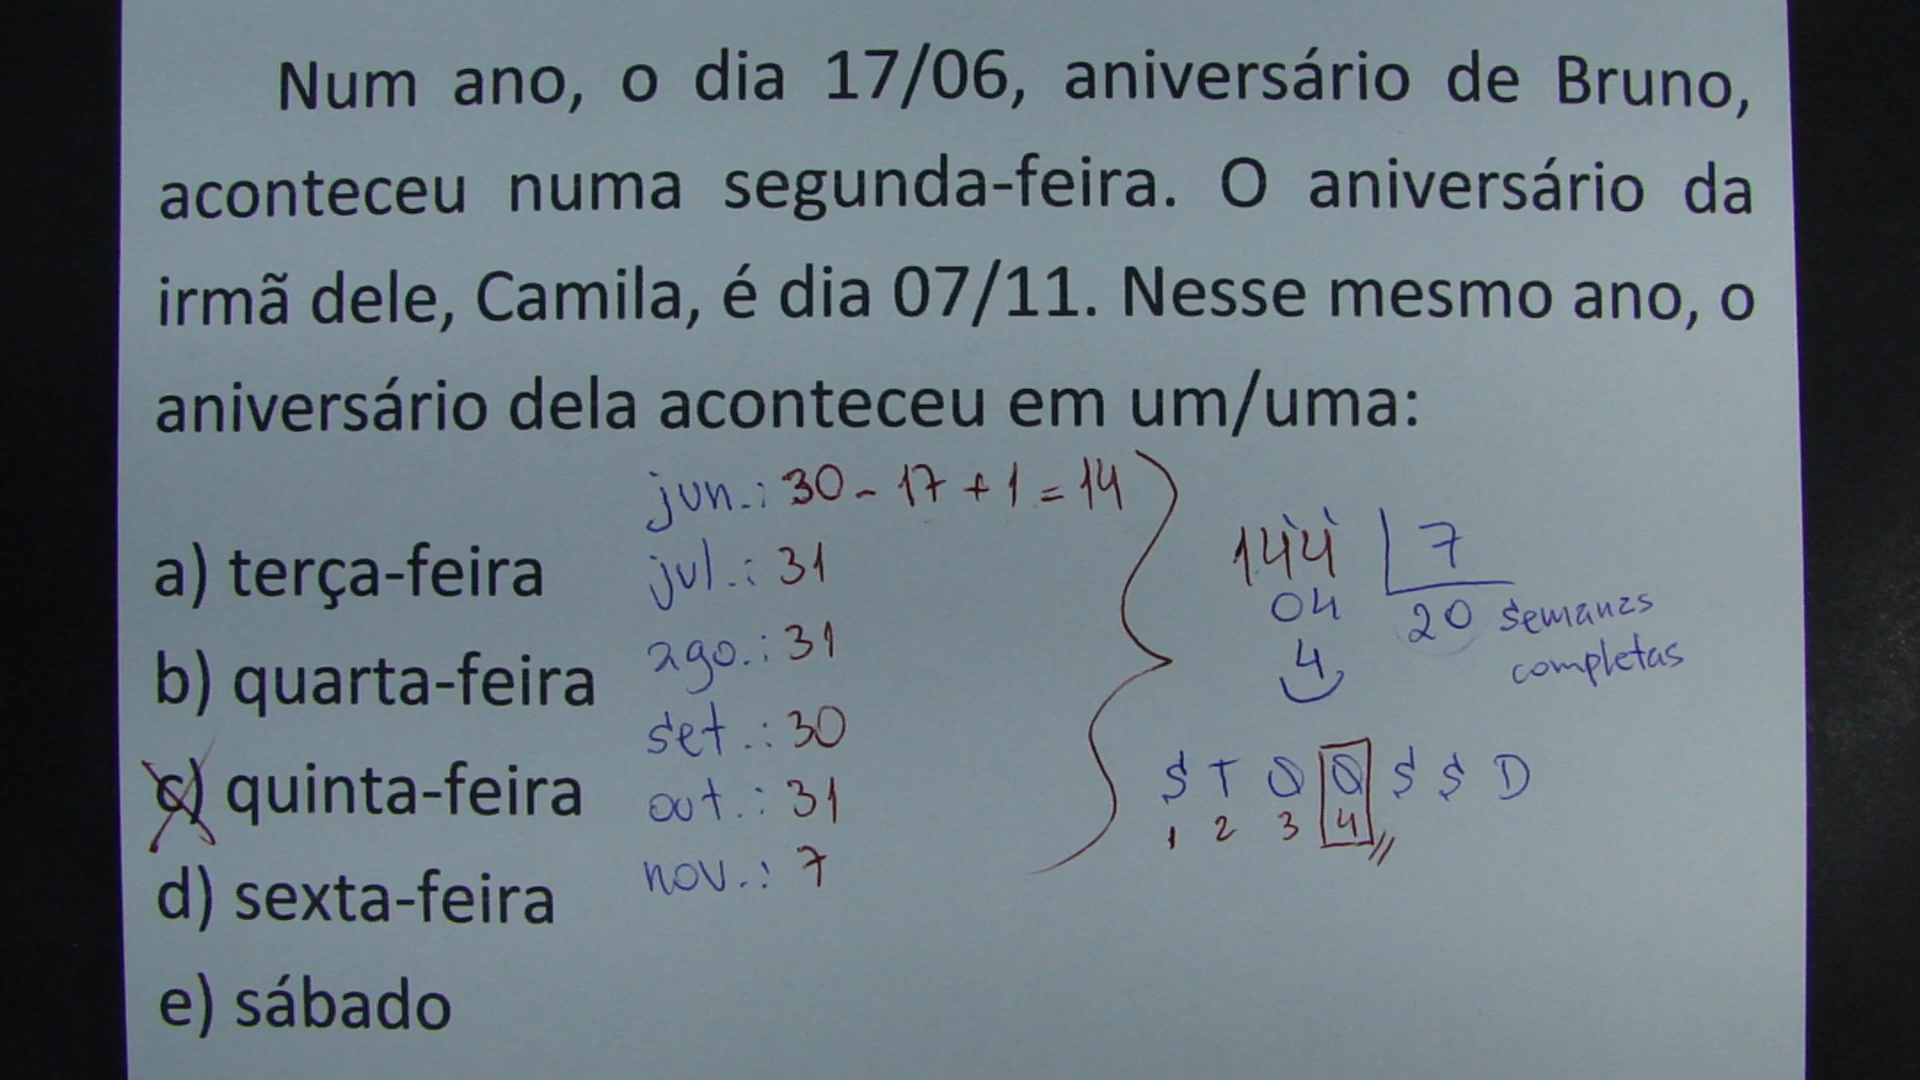 Num ano, o dia 17/06, aniversário de Bruno,
aconteceu numa segunda-feira. O aniversário da
irmã dele, Camila, é dia 07/11. Nesse mesmo ano, o
aniversário dela aconteceu em um/uma:
a) terça-feira
b) quarta-feira
c) quinta-feira
d) sexta-feira
e) sábado
jun.: 30 - 17 + 1 = 14
jul.: 31
ago.: 31
set.: 30
out.: 31
nov.: 7
144 7
04 20 semanas
4 completas
S T Q Q S S D
1 2 3 4